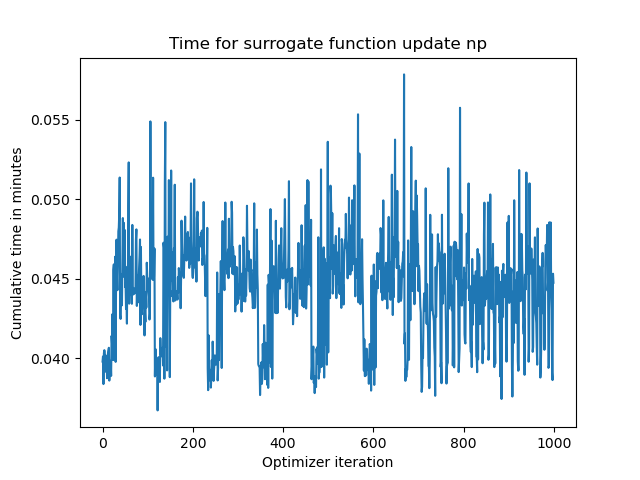 Time for surrogate function update np
Cumulative time in minutes
0.055
0.050
0.045
0.040
0 200 400 600 800 1000
Optimizer iteration